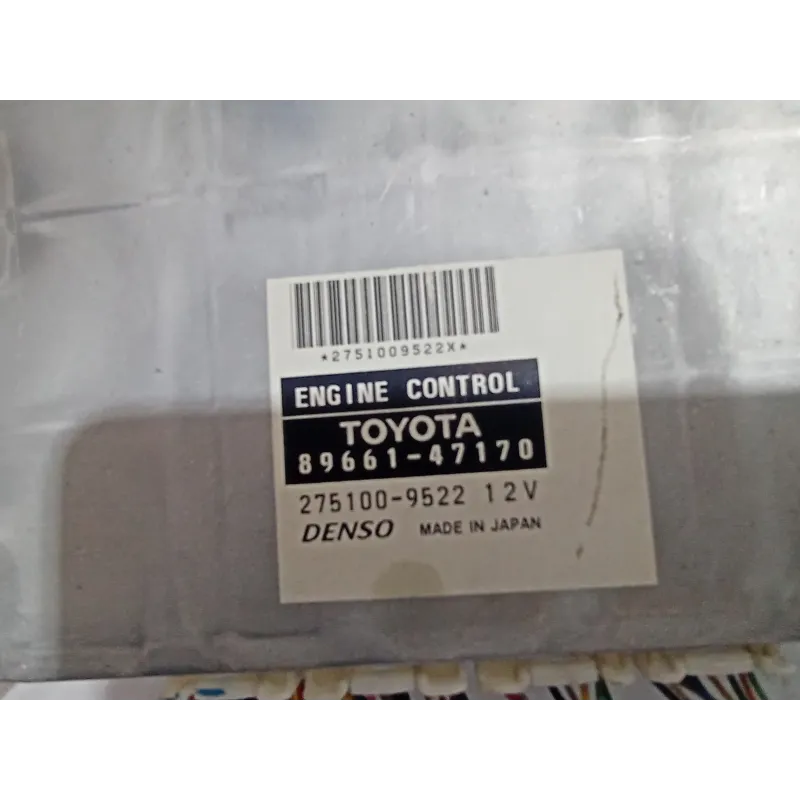 *2751009522X*
ENGINE CONTROL
TOYOTA
89661-47170
275100-9522 12V
DENSO MADE IN JAPAN